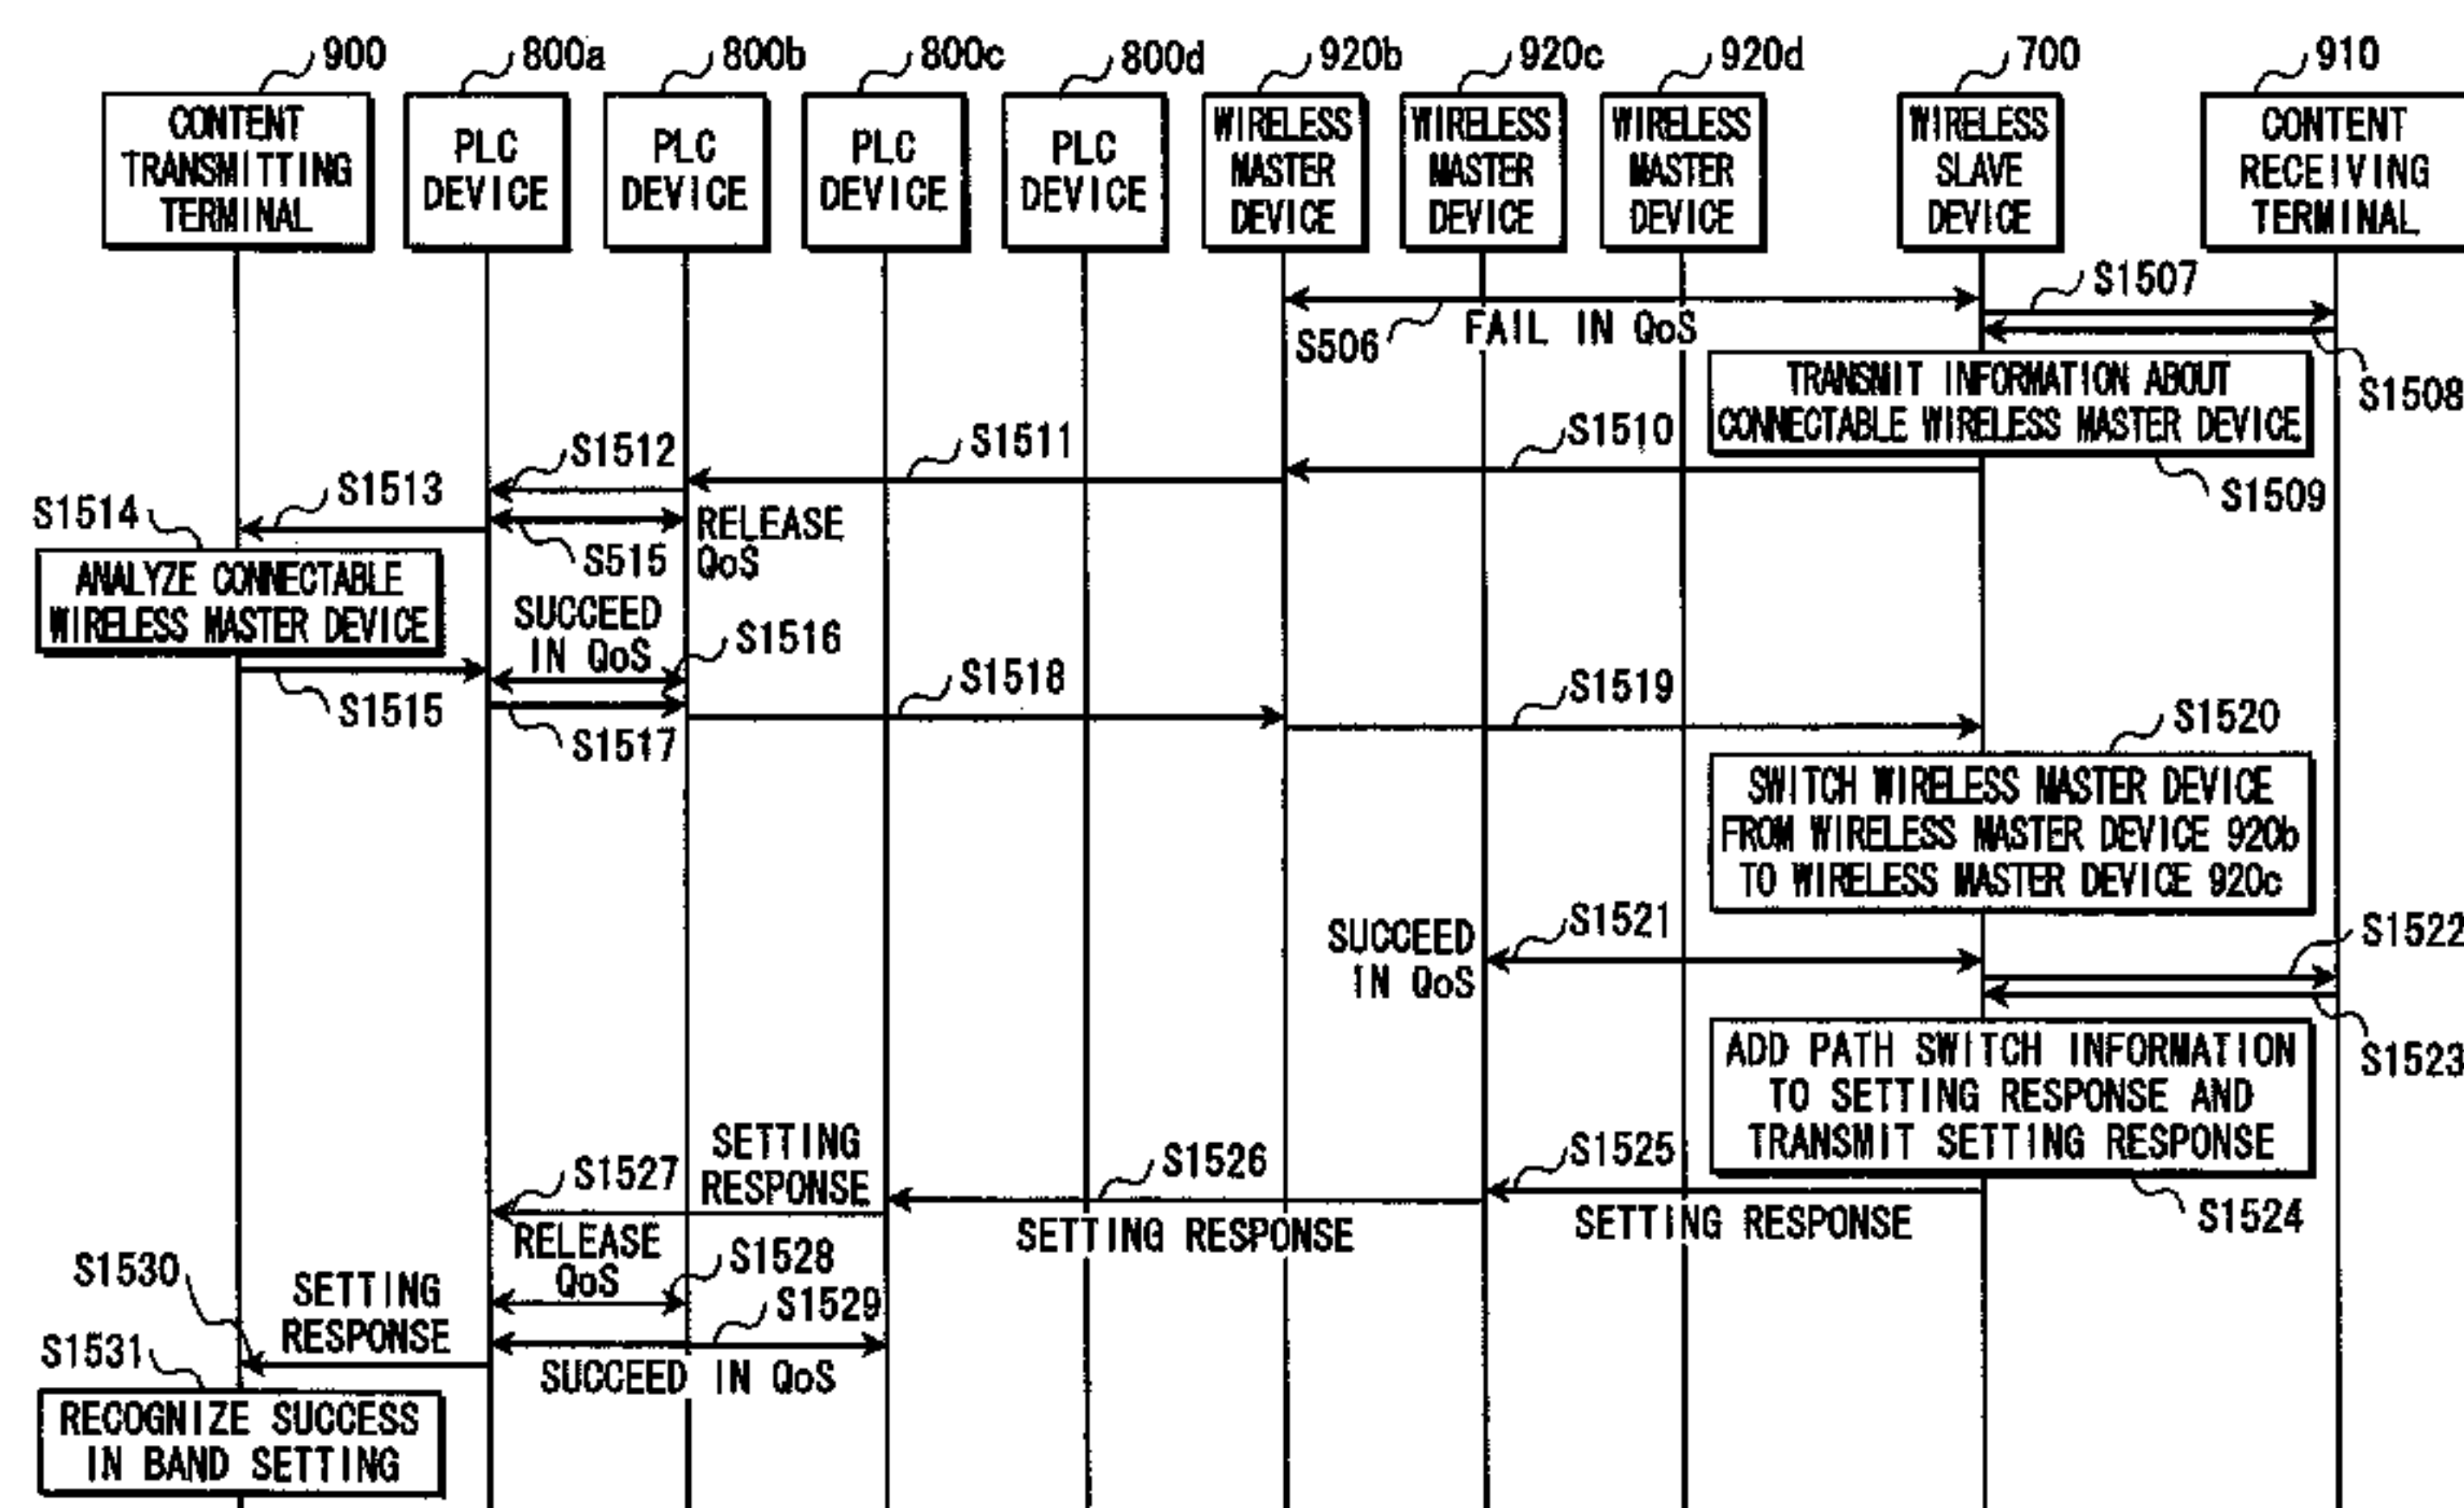 900
800a
800b
800c
800d
920b
920c
920d
700
910
CONTENT
TRANSMITTING
TERMINAL
PLC
DEVICE
PLC
DEVICE
PLC
DEVICE
PLC
DEVICE
WIRELESS
MASTER
DEVICE
WIRELESS
MASTER
DEVICE
WIRELESS
MASTER
DEVICE
WIRELESS
SLAVE
DEVICE
CONTENT
RECEIVING
TERMINAL
S1507
S506
FAIL IN QoS
S1508
TRANSMIT INFORMATION ABOUT
CONNECTABLE WIRELESS MASTER DEVICE
S1509
S1510
S1511
S1512
S1513
S1514
RELEASE
QoS
S515
ANALYZE CONNECTABLE
WIRELESS MASTER DEVICE
SUCCEED
IN QoS
S1516
S1515
S1517
S1518
S1519
S1520
SWITCH WIRELESS MASTER DEVICE
FROM WIRELESS MASTER DEVICE 920b
TO WIRELESS MASTER DEVICE 920c
SUCCEED
IN QoS
S1521
S1522
S1523
ADD PATH SWITCH INFORMATION
TO SETTING RESPONSE AND
TRANSMIT SETTING RESPONSE
S1524
S1525
SETTING RESPONSE
S1526
SETTING RESPONSE
S1527
SETTING
RESPONSE
RELEASE
QoS
S1528
S1529
SUCCEED IN QoS
S1530
SETTING
RESPONSE
S1531
RECOGNIZE SUCCESS
IN BAND SETTING